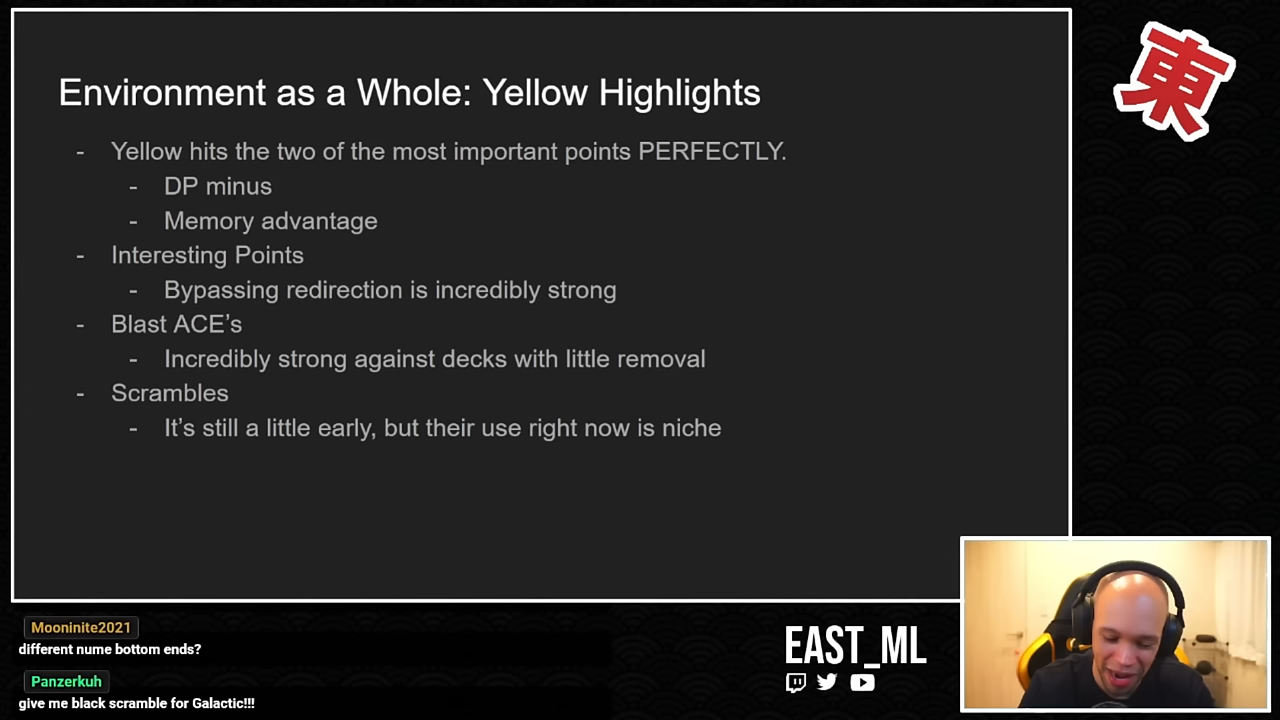 Environment as a Whole: Yellow Highlights
- Yellow hits the two of the most important points PERFECTLY.
- DP minus
- Memory advantage
- Interesting Points
- Bypassing redirection is incredibly strong
- Blast ACE’s
- Incredibly strong against decks with little removal
- Scrambles
- It’s still a little early, but their use right now is niche
東
Mooninite2021
different nume bottom ends?
Panzerkuh
give me black scramble for Galactic!!!
EAST_ML